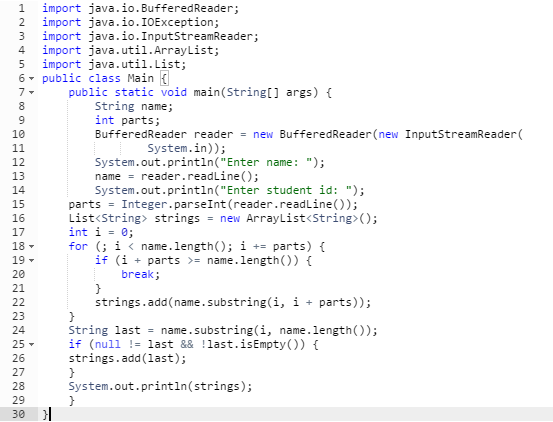 1 import java.io.BufferedReader;
2 import java.io.IOException;
3 import java.io.InputStreamReader;
4 import java.util.ArrayList;
5 import java.util.List;
6 public class Main {
7 public static void main(String[] args) {
8 String name;
9 int parts;
10 BufferedReader reader = new BufferedReader(new InputStreamReader(
11 System.in));
12 System.out.println("Enter name: ");
13 name = reader.readLine();
14 System.out.println("Enter student id: ");
15 parts = Integer.parseInt(reader.readLine());
16 List<String> strings = new ArrayList<String>();
17 int i = 0;
18 for (; i < name.length(); i += parts) {
19 if (i + parts >= name.length()) {
20 break;
21 }
22 strings.add(name.substring(i, i + parts));
23 }
24 String last = name.substring(i, name.length());
25 if (null != last && !last.isEmpty()) {
26 strings.add(last);
27 }
28 System.out.println(strings);
29 }
30 }